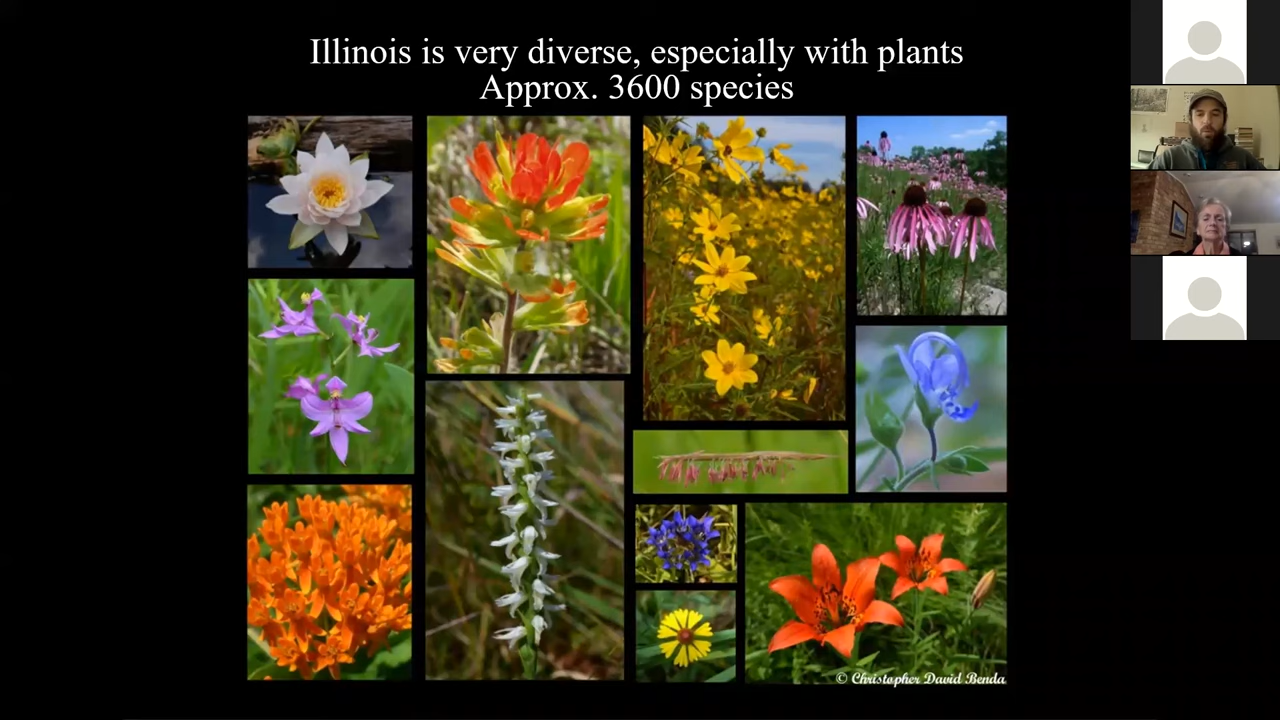 Illinois is very diverse, especially with plants
Approx. 3600 species
© Christopher David Benda